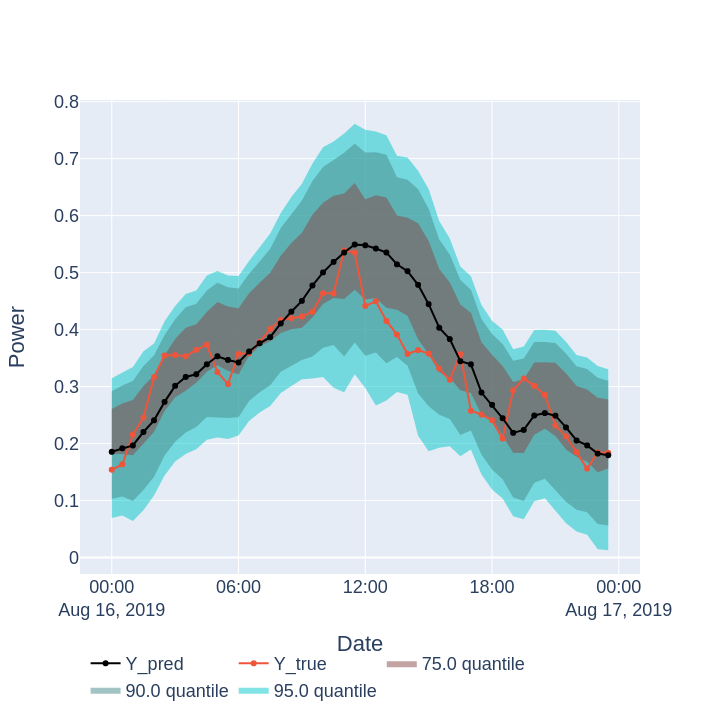 0.8
0.7
0.6
0.5
0.4
0.3
0.2
0.1
0
Power
00:00 06:00 12:00 18:00 00:00
Aug 16, 2019 Aug 17, 2019
Date
Y_pred Y_true 75.0 quantile
90.0 quantile 95.0 quantile